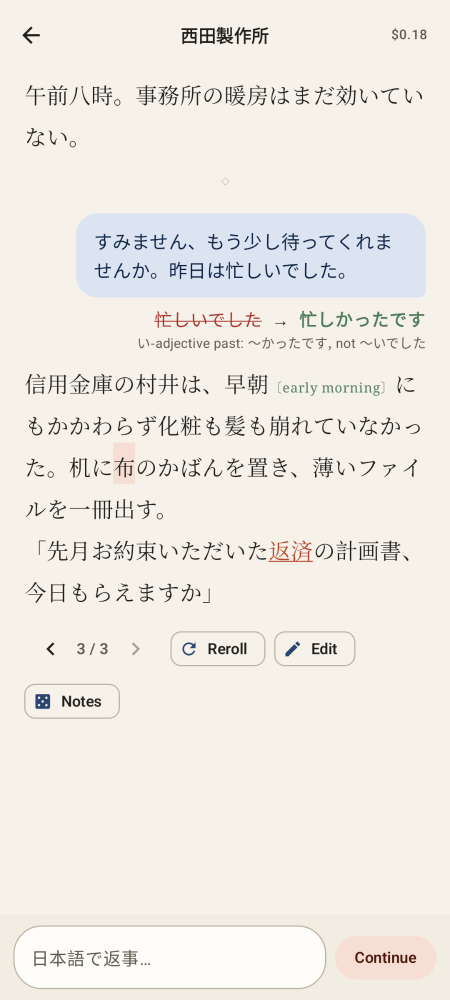 西田製作所
$0.18
午前八時。事務所の暖房はまだ効いてい
ない。
すみません、もう少し待ってくれま
せんか。昨日は忙しいでした。
忙しいでした → 忙しかったです
い-adjective past: 〜かったです, not 〜いでした
信用金庫の村井は、早朝〔early morning〕に
もかかわらず化粧も髪も崩れていなかっ
た。机に布のかばんを置き、薄いファイ
ルを一冊出す。
「先月お約束いただいた返済の計画書、
今日もらえますか」
3 / 3
Reroll
Edit
Notes
日本語で返事…
Continue